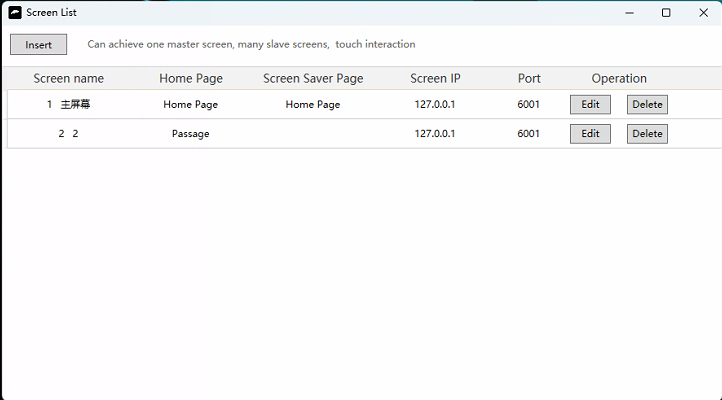 Screen List
Insert Can achieve one master screen, many slave screens, touch interaction
Screen name Home Page Screen Saver Page Screen IP Port Operation
1 主屏幕 Home Page Home Page 127.0.0.1 6001 Edit Delete
2 2 Passage 127.0.0.1 6001 Edit Delete